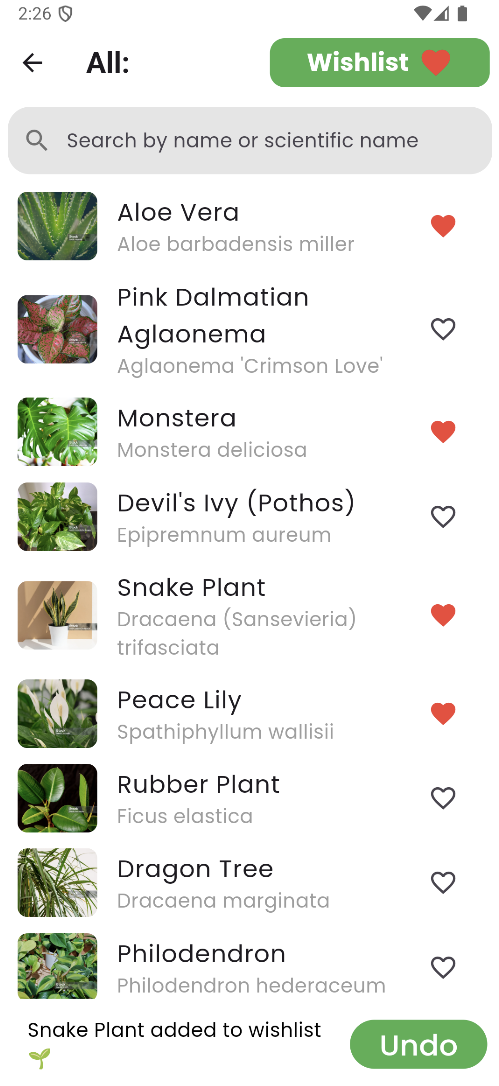 2:26
All:
Wishlist
Search by name or scientific name
Aloe Vera
Aloe barbadensis miller
Pink Dalmatian
Aglaonema
Aglaonema 'Crimson Love'
Monstera
Monstera deliciosa
Devil's Ivy (Pothos)
Epipremnum aureum
Snake Plant
Dracaena (Sansevieria)
trifasciata
Peace Lily
Spathiphyllum wallisii
Rubber Plant
Ficus elastica
Dragon Tree
Dracaena marginata
Philodendron
Philodendron hederaceum
Snake Plant added to wishlist
🌱
Undo